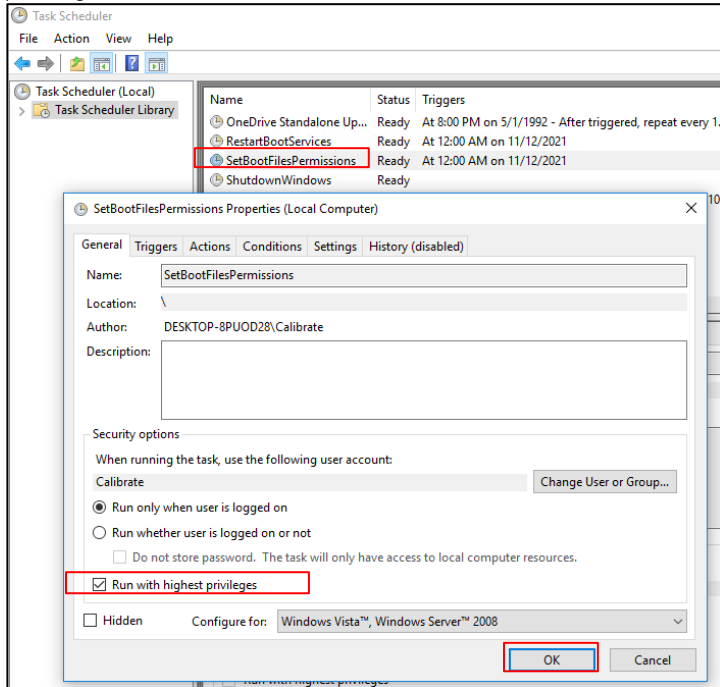 Task Scheduler
File Action View Help
Task Scheduler (Local)
Task Scheduler Library
Name Status Triggers
OneDrive Standalone Up... Ready At 8:00 PM on 5/1/1992 - After triggered, repeat every 1.
RestartBootServices Ready At 12:00 AM on 11/12/2021
SetBootFilesPermissions Ready At 12:00 AM on 11/12/2021
ShutdownWindows Ready
10
SetBootFilesPermissions Properties (Local Computer)
General Triggers Actions Conditions Settings History (disabled)
Name: SetBootFilesPermissions
Location: \
Author: DESKTOP-8PUOD28\Calibrate
Description:
Security options
When running the task, use the following user account:
Calibrate Change User or Group...
Run only when user is logged on
Run whether user is logged on or not
Do not store password. The task will only have access to local computer resources.
Run with highest privileges
Hidden Configure for: Windows Vista™, Windows Server™ 2008
OK Cancel